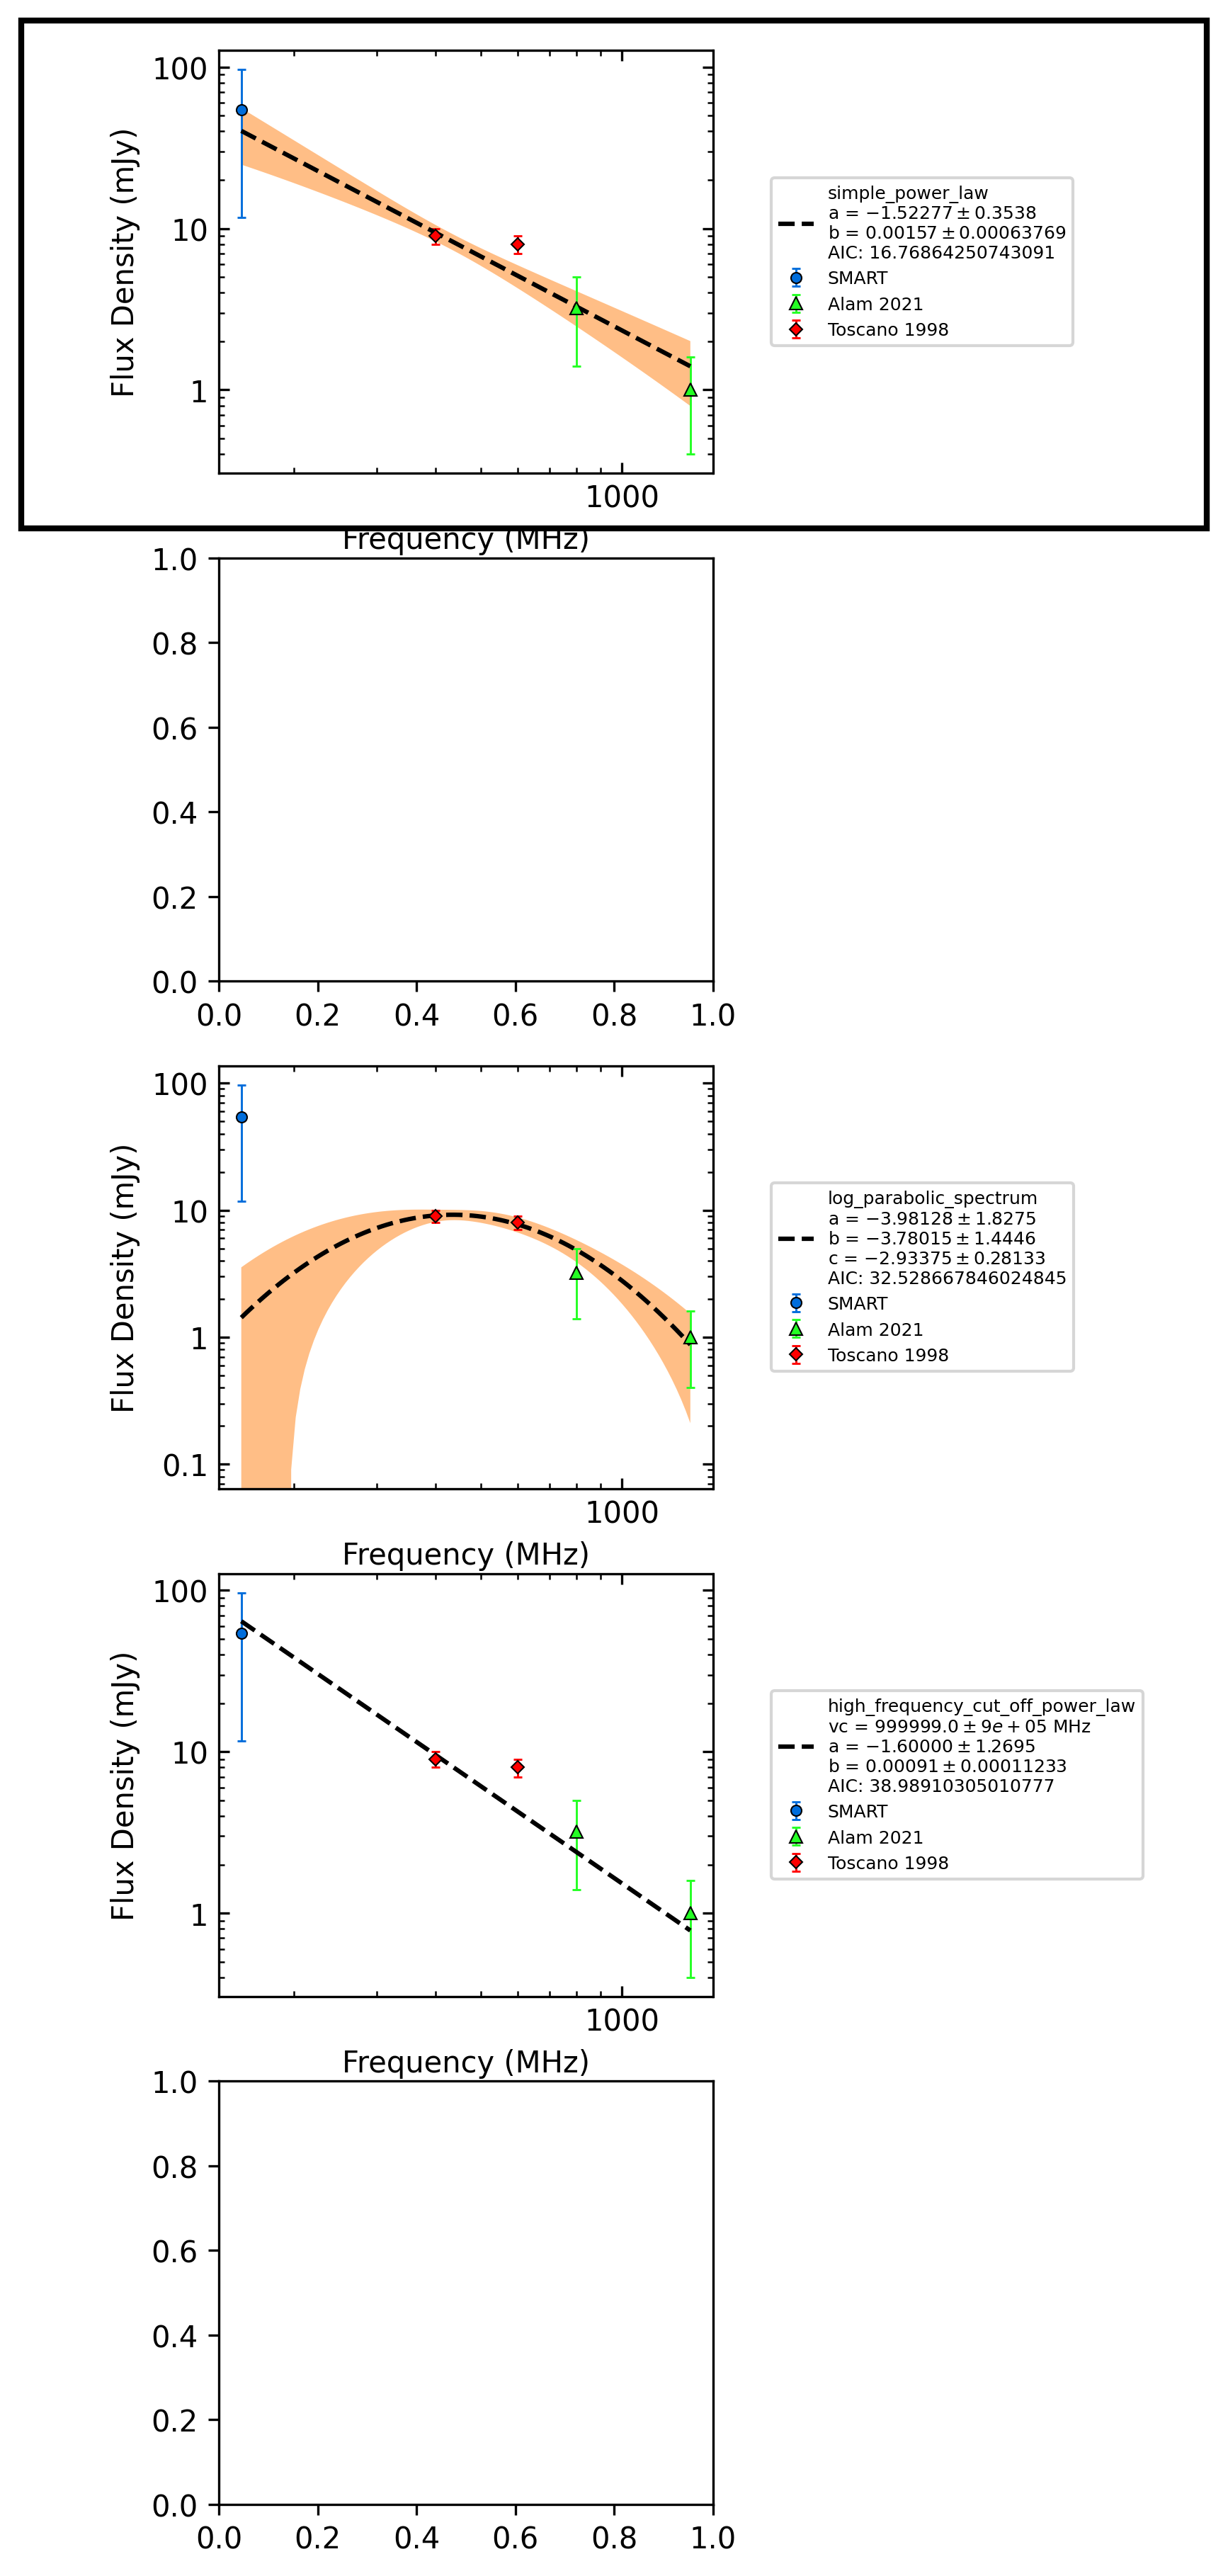 100
10
1
Flux Density (mJy)
1000
Frequency (MHz)
simple_power_law
a = −1.52277 ± 0.3538
b = 0.00157 ± 0.00063769
AIC: 16.76864250743091
SMART
Alam 2021
Toscano 1998
1.0
0.8
0.6
0.4
0.2
0.0
0.0 0.2 0.4 0.6 0.8 1.0
100
10
1
0.1
Flux Density (mJy)
1000
Frequency (MHz)
log_parabolic_spectrum
a = −3.98128 ± 1.8275
b = −3.78015 ± 1.4446
c = −2.93375 ± 0.28133
AIC: 32.528667846024845
SMART
Alam 2021
Toscano 1998
100
10
1
Flux Density (mJy)
1000
Frequency (MHz)
high_frequency_cut_off_power_law
vc = 999999.0 ± 9e + 05 MHz
a = −1.60000 ± 1.2695
b = 0.00091 ± 0.00011233
AIC: 38.98910305010777
SMART
Alam 2021
Toscano 1998
1.0
0.8
0.6
0.4
0.2
0.0
0.0 0.2 0.4 0.6 0.8 1.0